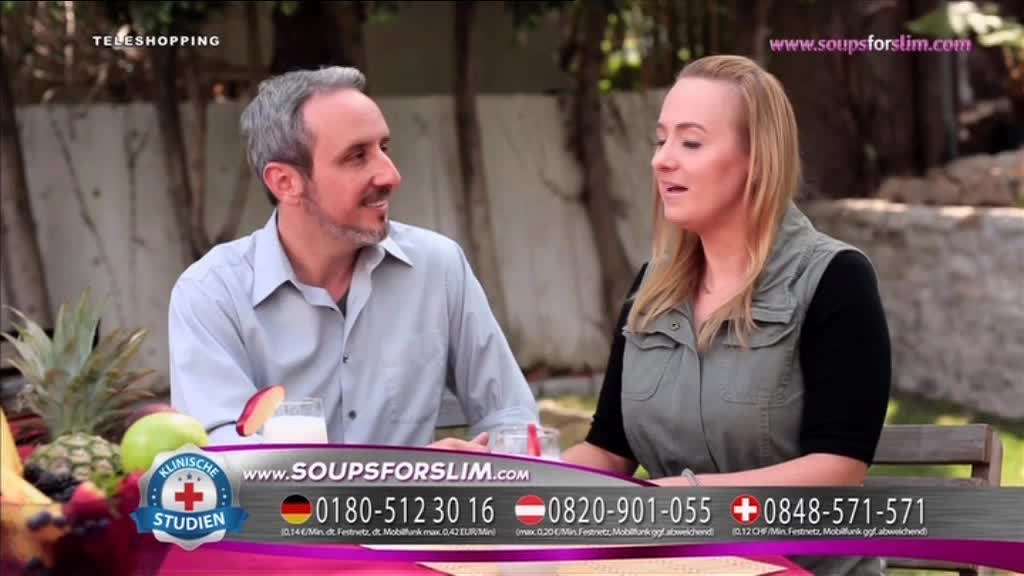 TELESHOPPING
www.soupsforslim.com
www.SOUPSFORSLIM.com
KLINISCHE
STUDIEN
0180-512 30 16
(0,14 €/Min. dt. Festnetz, dt. Mobilfunk max. 0,42 EUR/Min)
0820-901-055
(max. 0,20 €/Min. Festnetz, Mobilfunk ggf. abweichend)
0848-571-571
(0,12 CHF/Min. Festnetz, Mobilfunk ggf. abweichend)